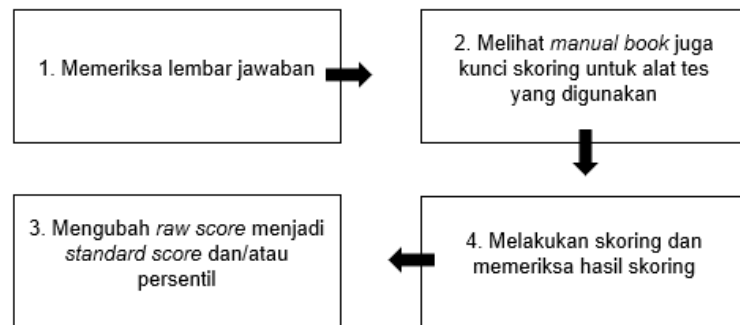 1. Memeriksa lembar jawaban
2. Melihat manual book juga
kunci skoring untuk alat tes
yang digunakan
3. Mengubah raw score menjadi
standard score dan/atau
persentil
4. Melakukan skoring dan
memeriksa hasil skoring